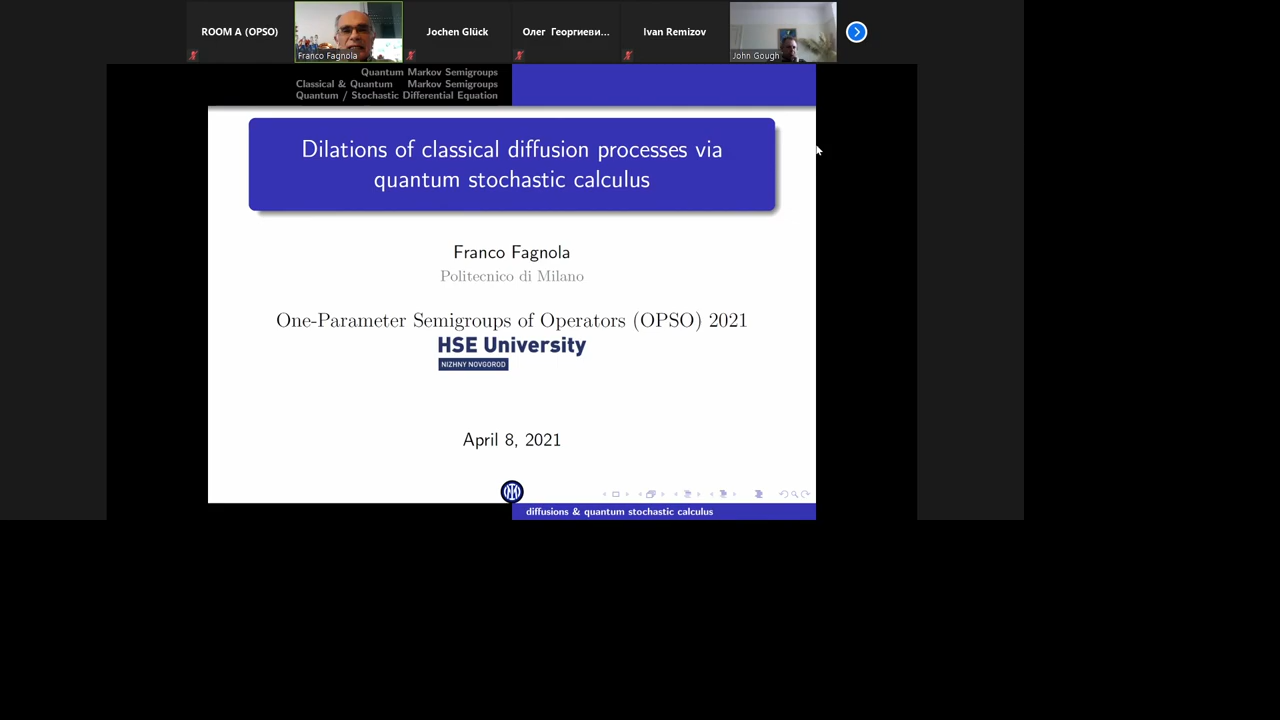 ROOM A (OPSO)
Franco Fagnola
Jochen Glück
Олег Георгиеви...
Ivan Remizov
John Gough
Quantum Markov Semigroups
Classical & Quantum Markov Semigroups
Quantum / Stochastic Differential Equation
Dilations of classical diffusion processes via
quantum stochastic calculus
Franco Fagnola
Politecnico di Milano
One-Parameter Semigroups of Operators (OPSO) 2021
HSE University
NIZHNY NOVGOROD
April 8, 2021
diffusions & quantum stochastic calculus